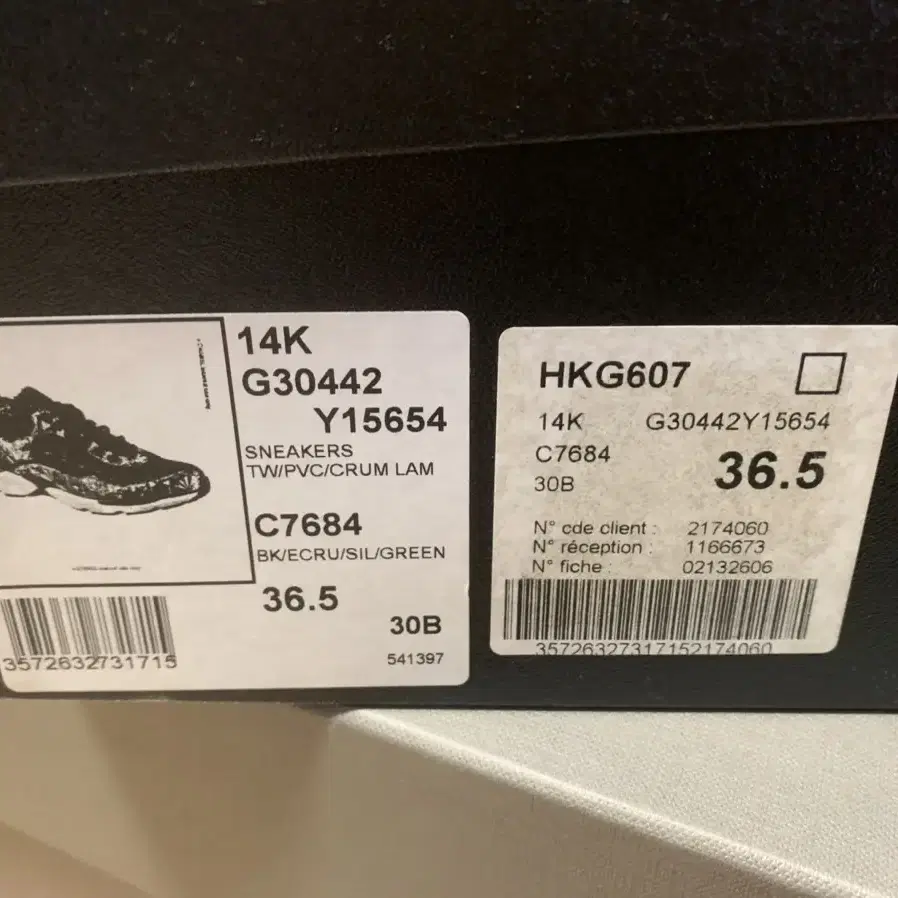 14K
G30442
Y15654
SNEAKERS
TW/PVC/CRUM LAM
C7684
BK/ECRU/SIL/GREEN
36.5
30B
541397
3572632731715
HKG607
14K G30442Y15654
C7684
36.5
30B
N° cde client : 2174060
N° réception : 1166673
N° fiche : 02132606
35726327317152174060